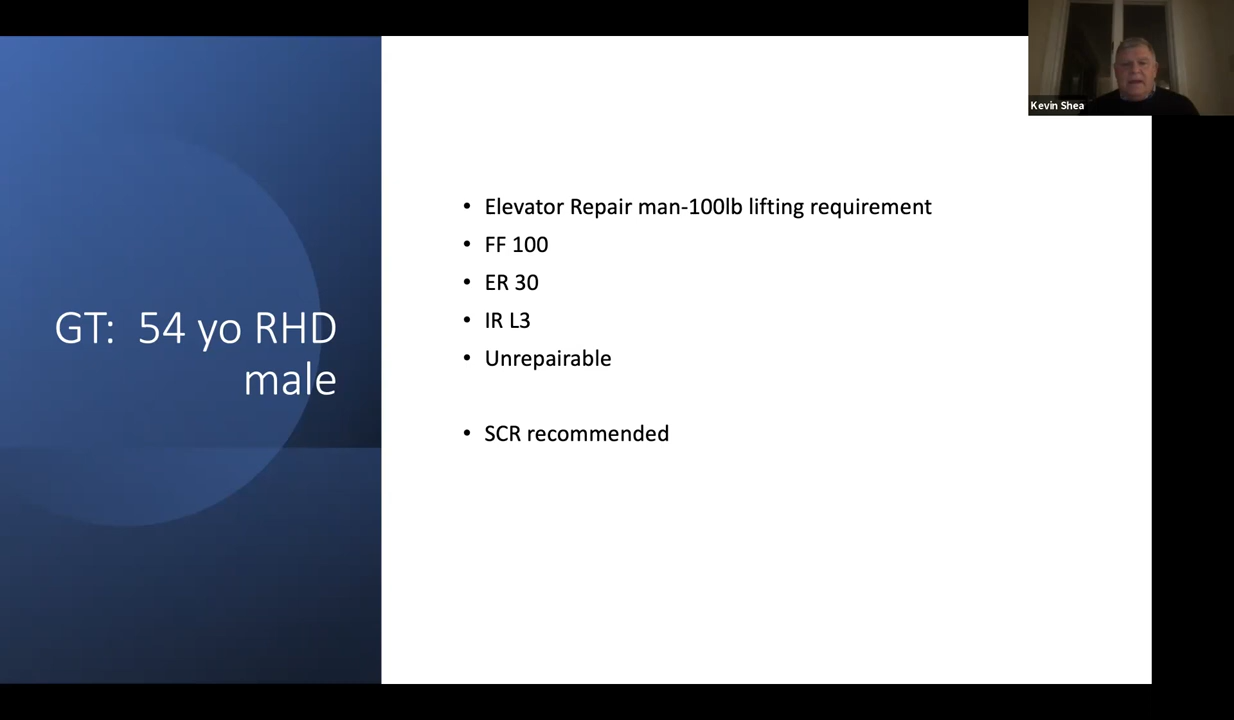 Kevin Shea
GT: 54 yo RHD
male
• Elevator Repair man-100lb lifting requirement
• FF 100
• ER 30
• IR L3
• Unrepairable
• SCR recommended